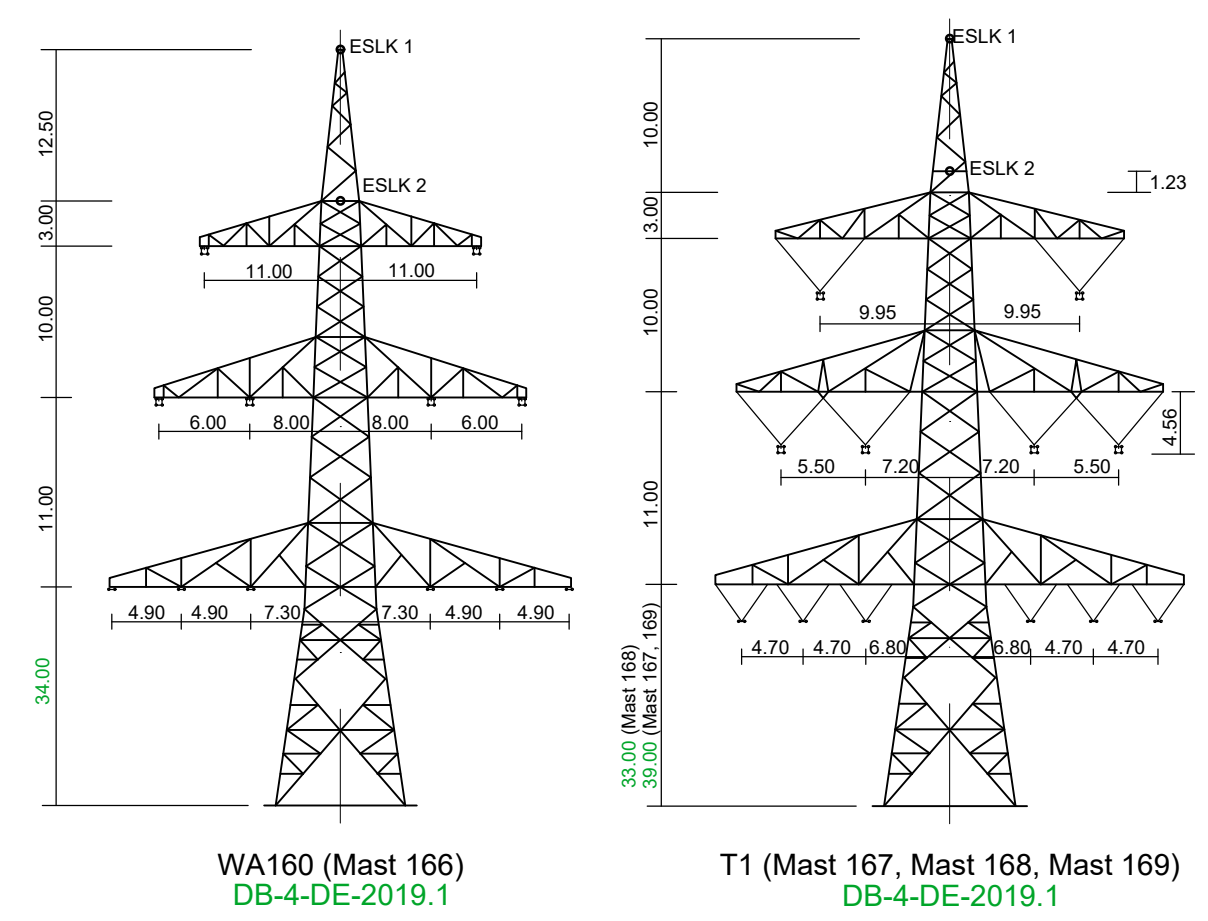 ESLK 1
12.50
ESLK 2
3.00
11.00 11.00
10.00
6.00 8.00 8.00 6.00
11.00
4.90 4.90 7.30 7.30 4.90 4.90
34.00
WA160 (Mast 166)
DB-4-DE-2019.1
ESLK 1
10.00
ESLK 2
1.23
3.00
10.00
9.95 9.95
4.56
5.50 7.20 7.20 5.50
11.00
4.70 4.70 6.80 6.80 4.70 4.70
33.00 (Mast 168)
39.00 (Mast 167, 169)
T1 (Mast 167, Mast 168, Mast 169)
DB-4-DE-2019.1